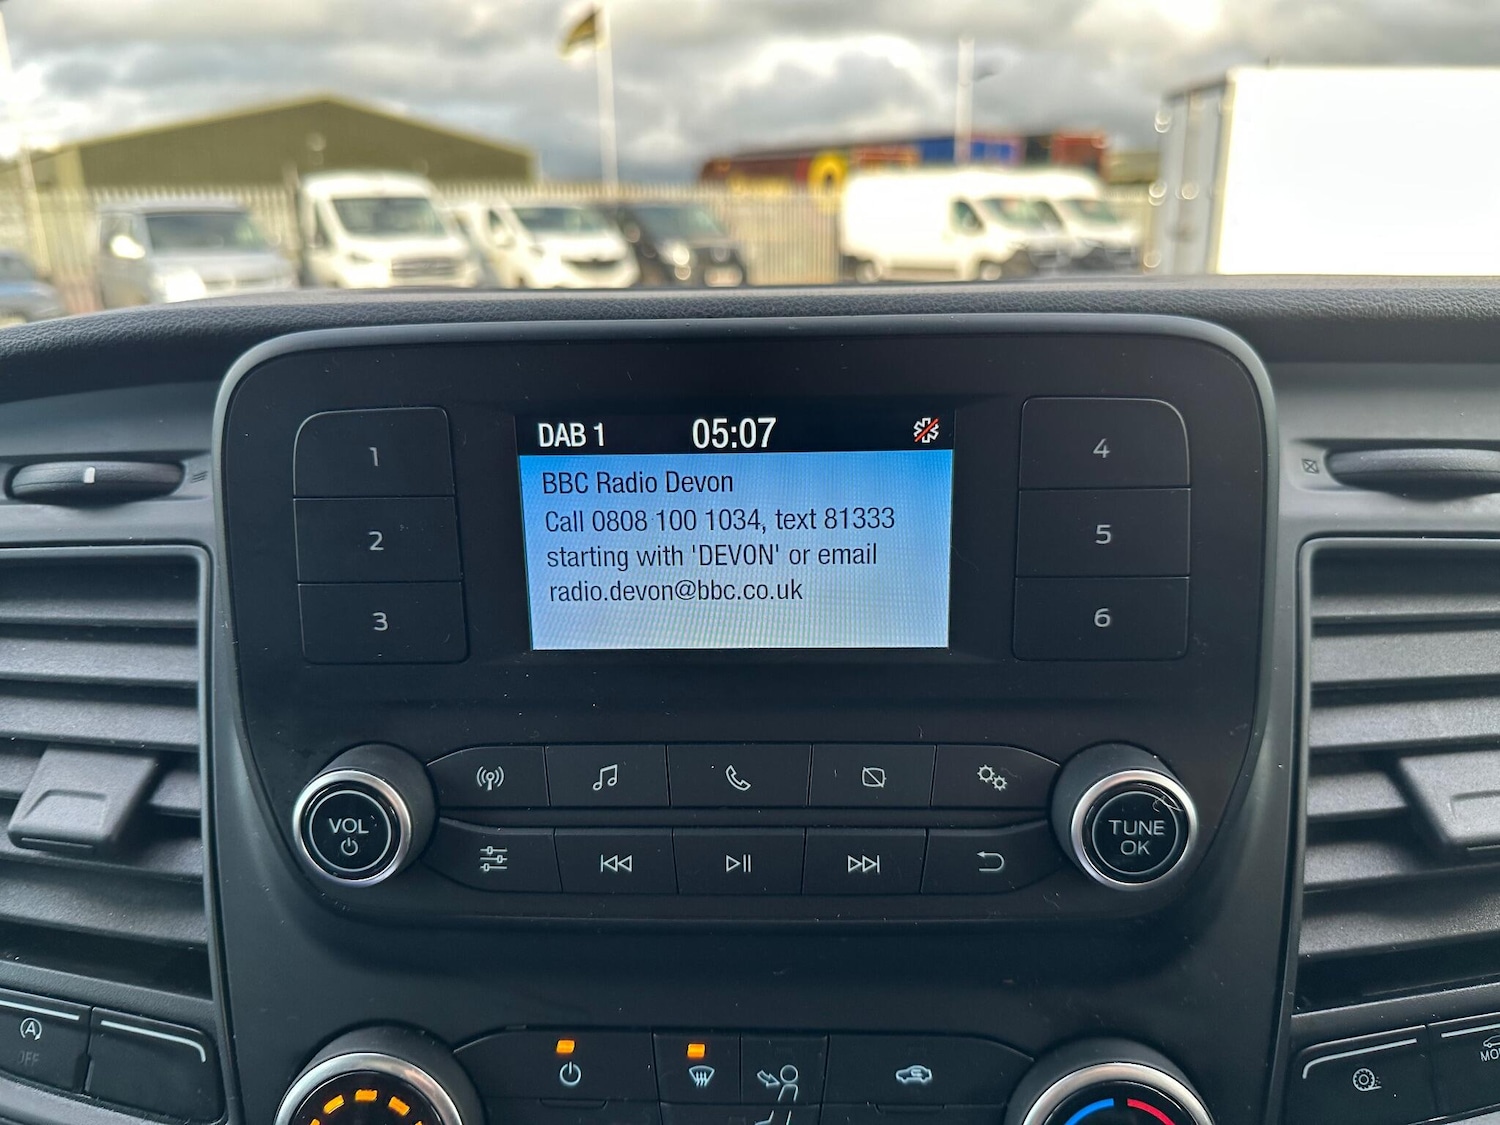 DAB 1 05:07
BBC Radio Devon
Call 0808 100 1034, text 81333
starting with 'DEVON' or email
radio.devon@bbc.co.uk
1
2
3
4
5
6
VOL
TUNE
OK
A
OFF